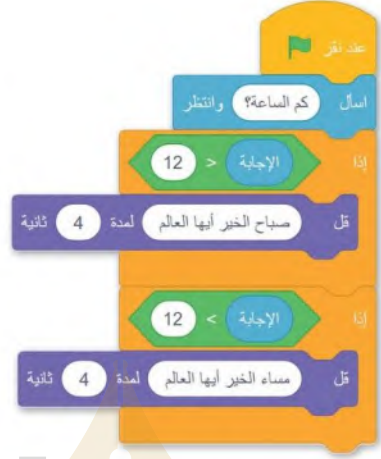 عند نقر
اسأل كم الساعة؟ وانتظر
إذا الإجابة < 12
قل صباح الخير أيها العالم لمدة 4 ثانية
إذا الإجابة > 12
قل مساء الخير أيها العالم لمدة 4 ثانية